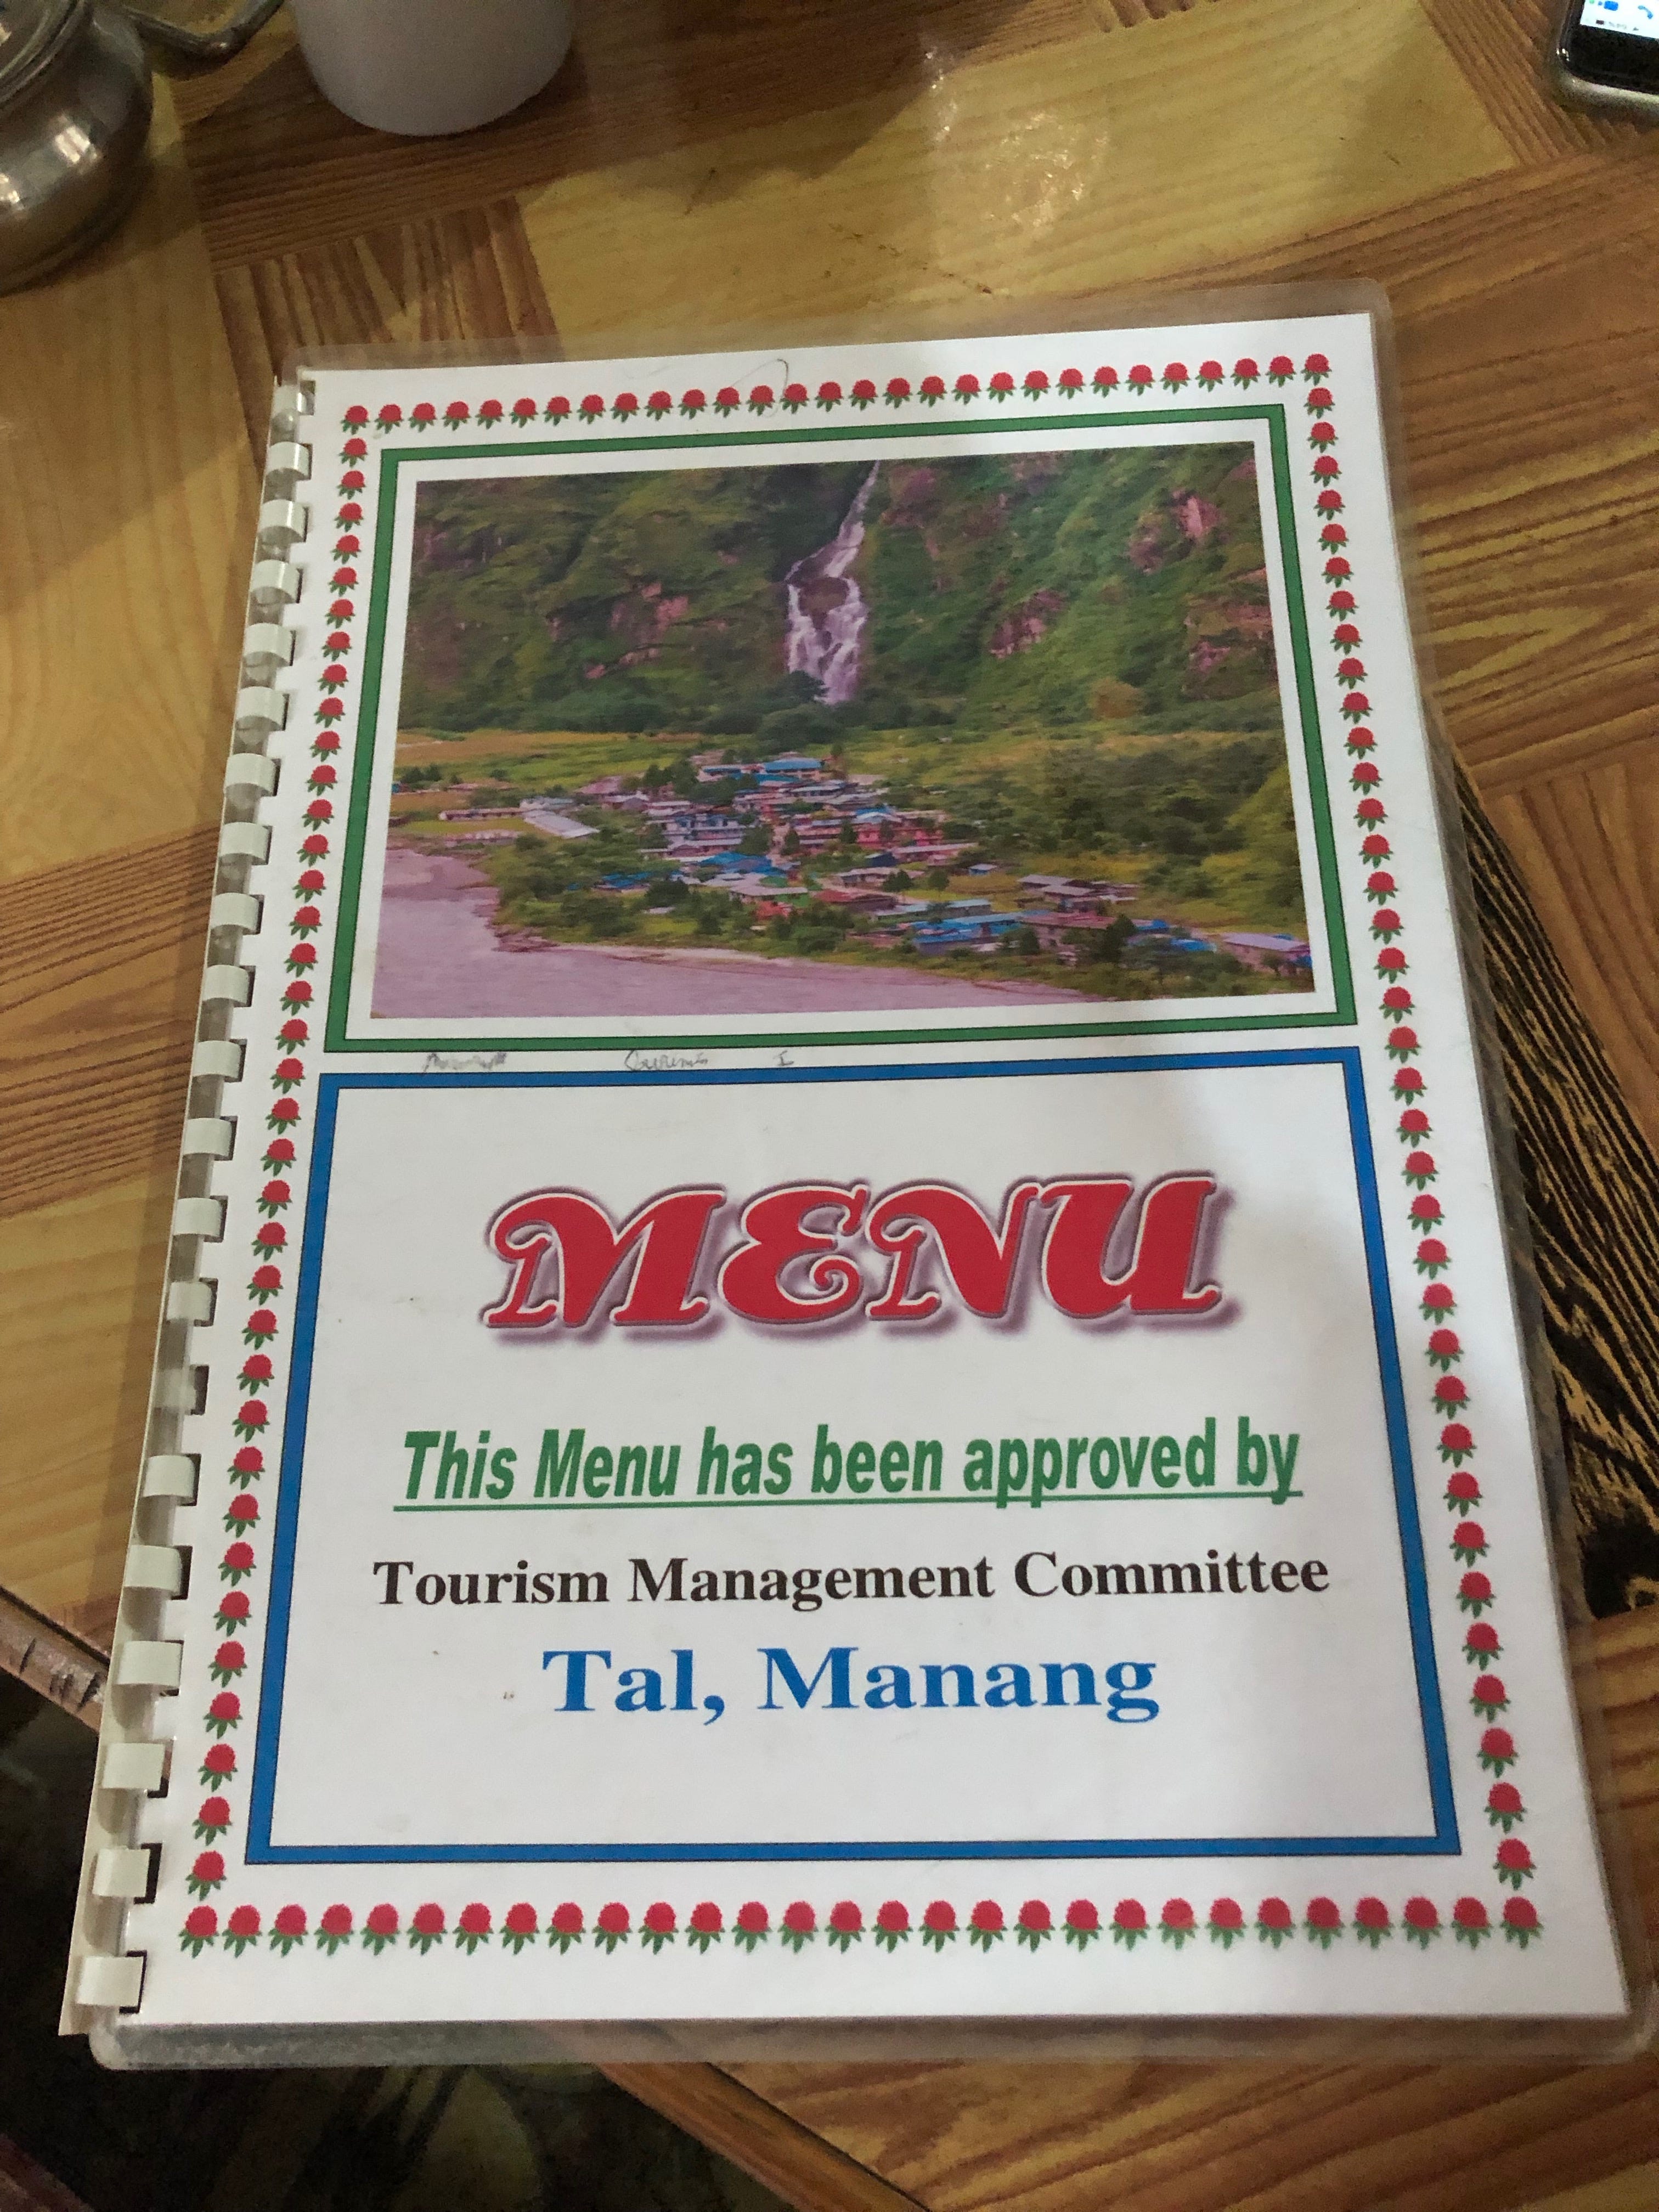 MENU
This Menu has been approved by
Tourism Management Committee
Tal, Manang